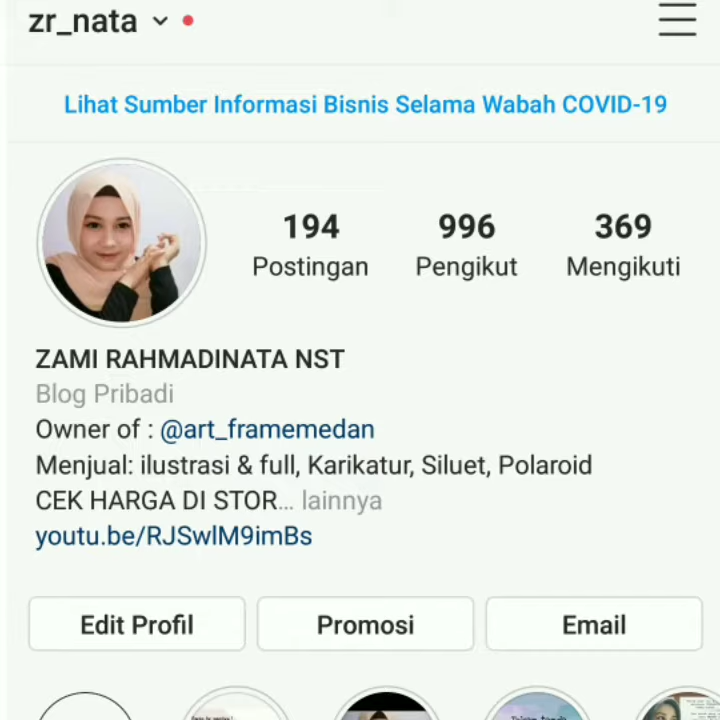 zr_nata
Lihat Sumber Informasi Bisnis Selama Wabah COVID-19
194 996 369
Postingan Pengikut Mengikuti
ZAMI RAHMADINATA NST
Blog Pribadi
Owner of : @art_framemedan
Menjual: ilustrasi & full, Karikatur, Siluet, Polaroid
CEK HARGA DI STOR... lainnya
youtu.be/RJSwlM9imBs
Edit Profil Promosi Email